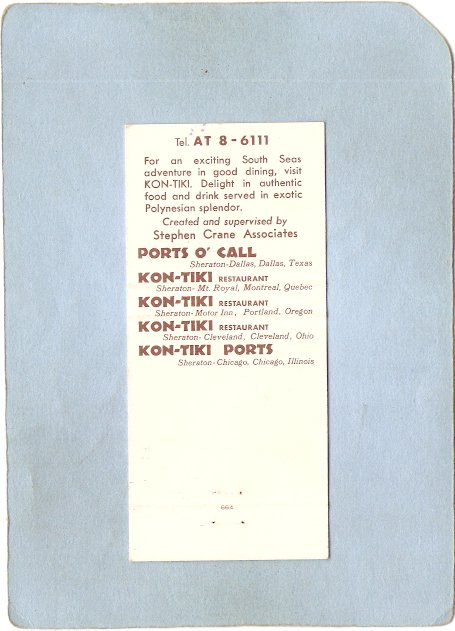 Tel. AT 8-6111
For an exciting South Seas
adventure in good dining, visit
KON-TIKI. Delight in authentic
food and drink served in exotic
Polynesian splendor.
Created and supervised by
Stephen Crane Associates
PORTS O' CALL
Sheraton-Dallas, Dallas, Texas
KON-TIKI RESTAURANT
Sheraton-Mt. Royal, Montreal, Quebec
KON-TIKI RESTAURANT
Sheraton-Motor Inn, Portland, Oregon
KON-TIKI RESTAURANT
Sheraton-Cleveland, Cleveland, Ohio
KON-TIKI PORTS
Sheraton-Chicago, Chicago, Illinois
664